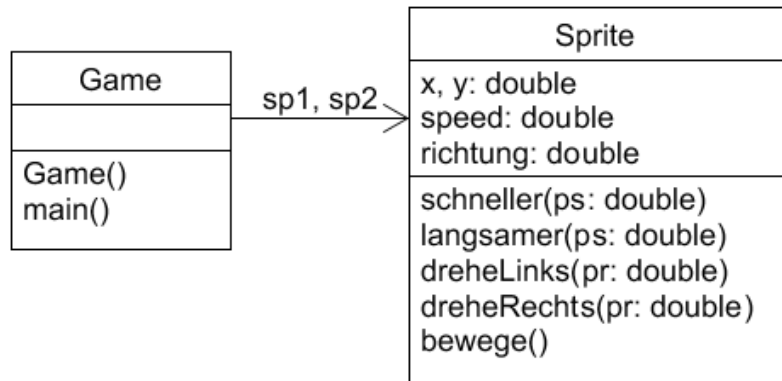 Game
Game()
main()
sp1, sp2
Sprite
x, y: double
speed: double
richtung: double
schneller(ps: double)
langsamer(ps: double)
dreheLinks(pr: double)
dreheRechts(pr: double)
bewege()